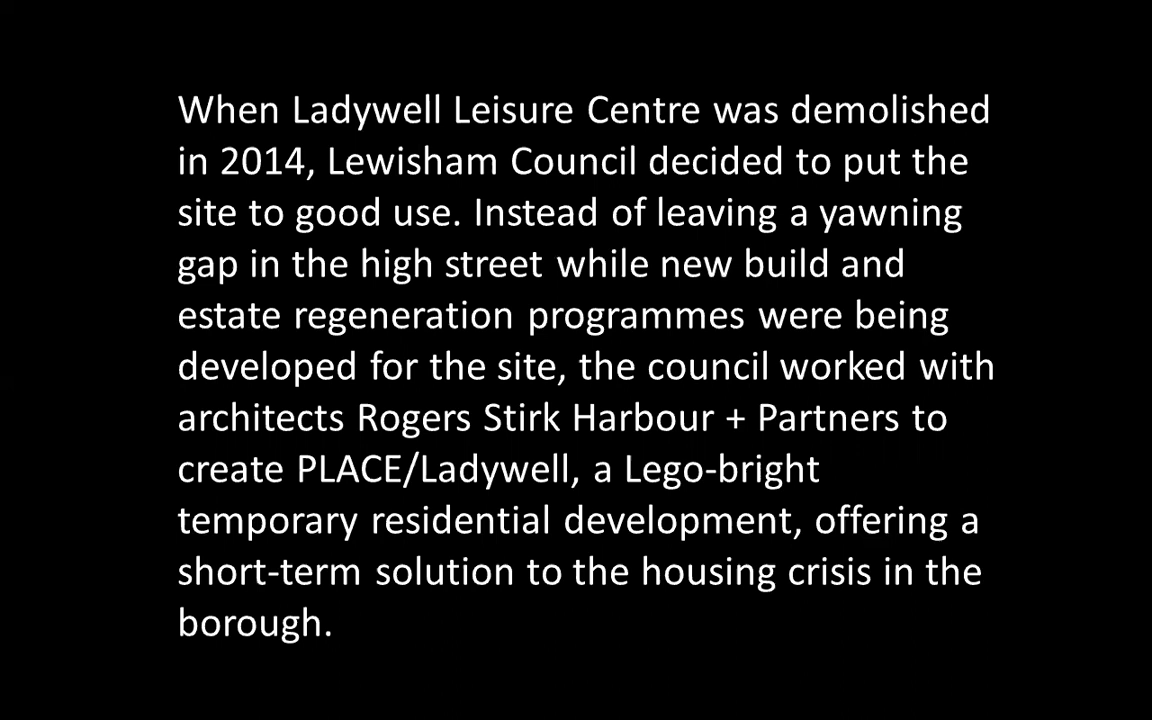 When Ladywell Leisure Centre was demolished
in 2014, Lewisham Council decided to put the
site to good use. Instead of leaving a yawning
gap in the high street while new build and
estate regeneration programmes were being
developed for the site, the council worked with
architects Rogers Stirk Harbour + Partners to
create PLACE/Ladywell, a Lego-bright
temporary residential development, offering a
short-term solution to the housing crisis in the
borough.